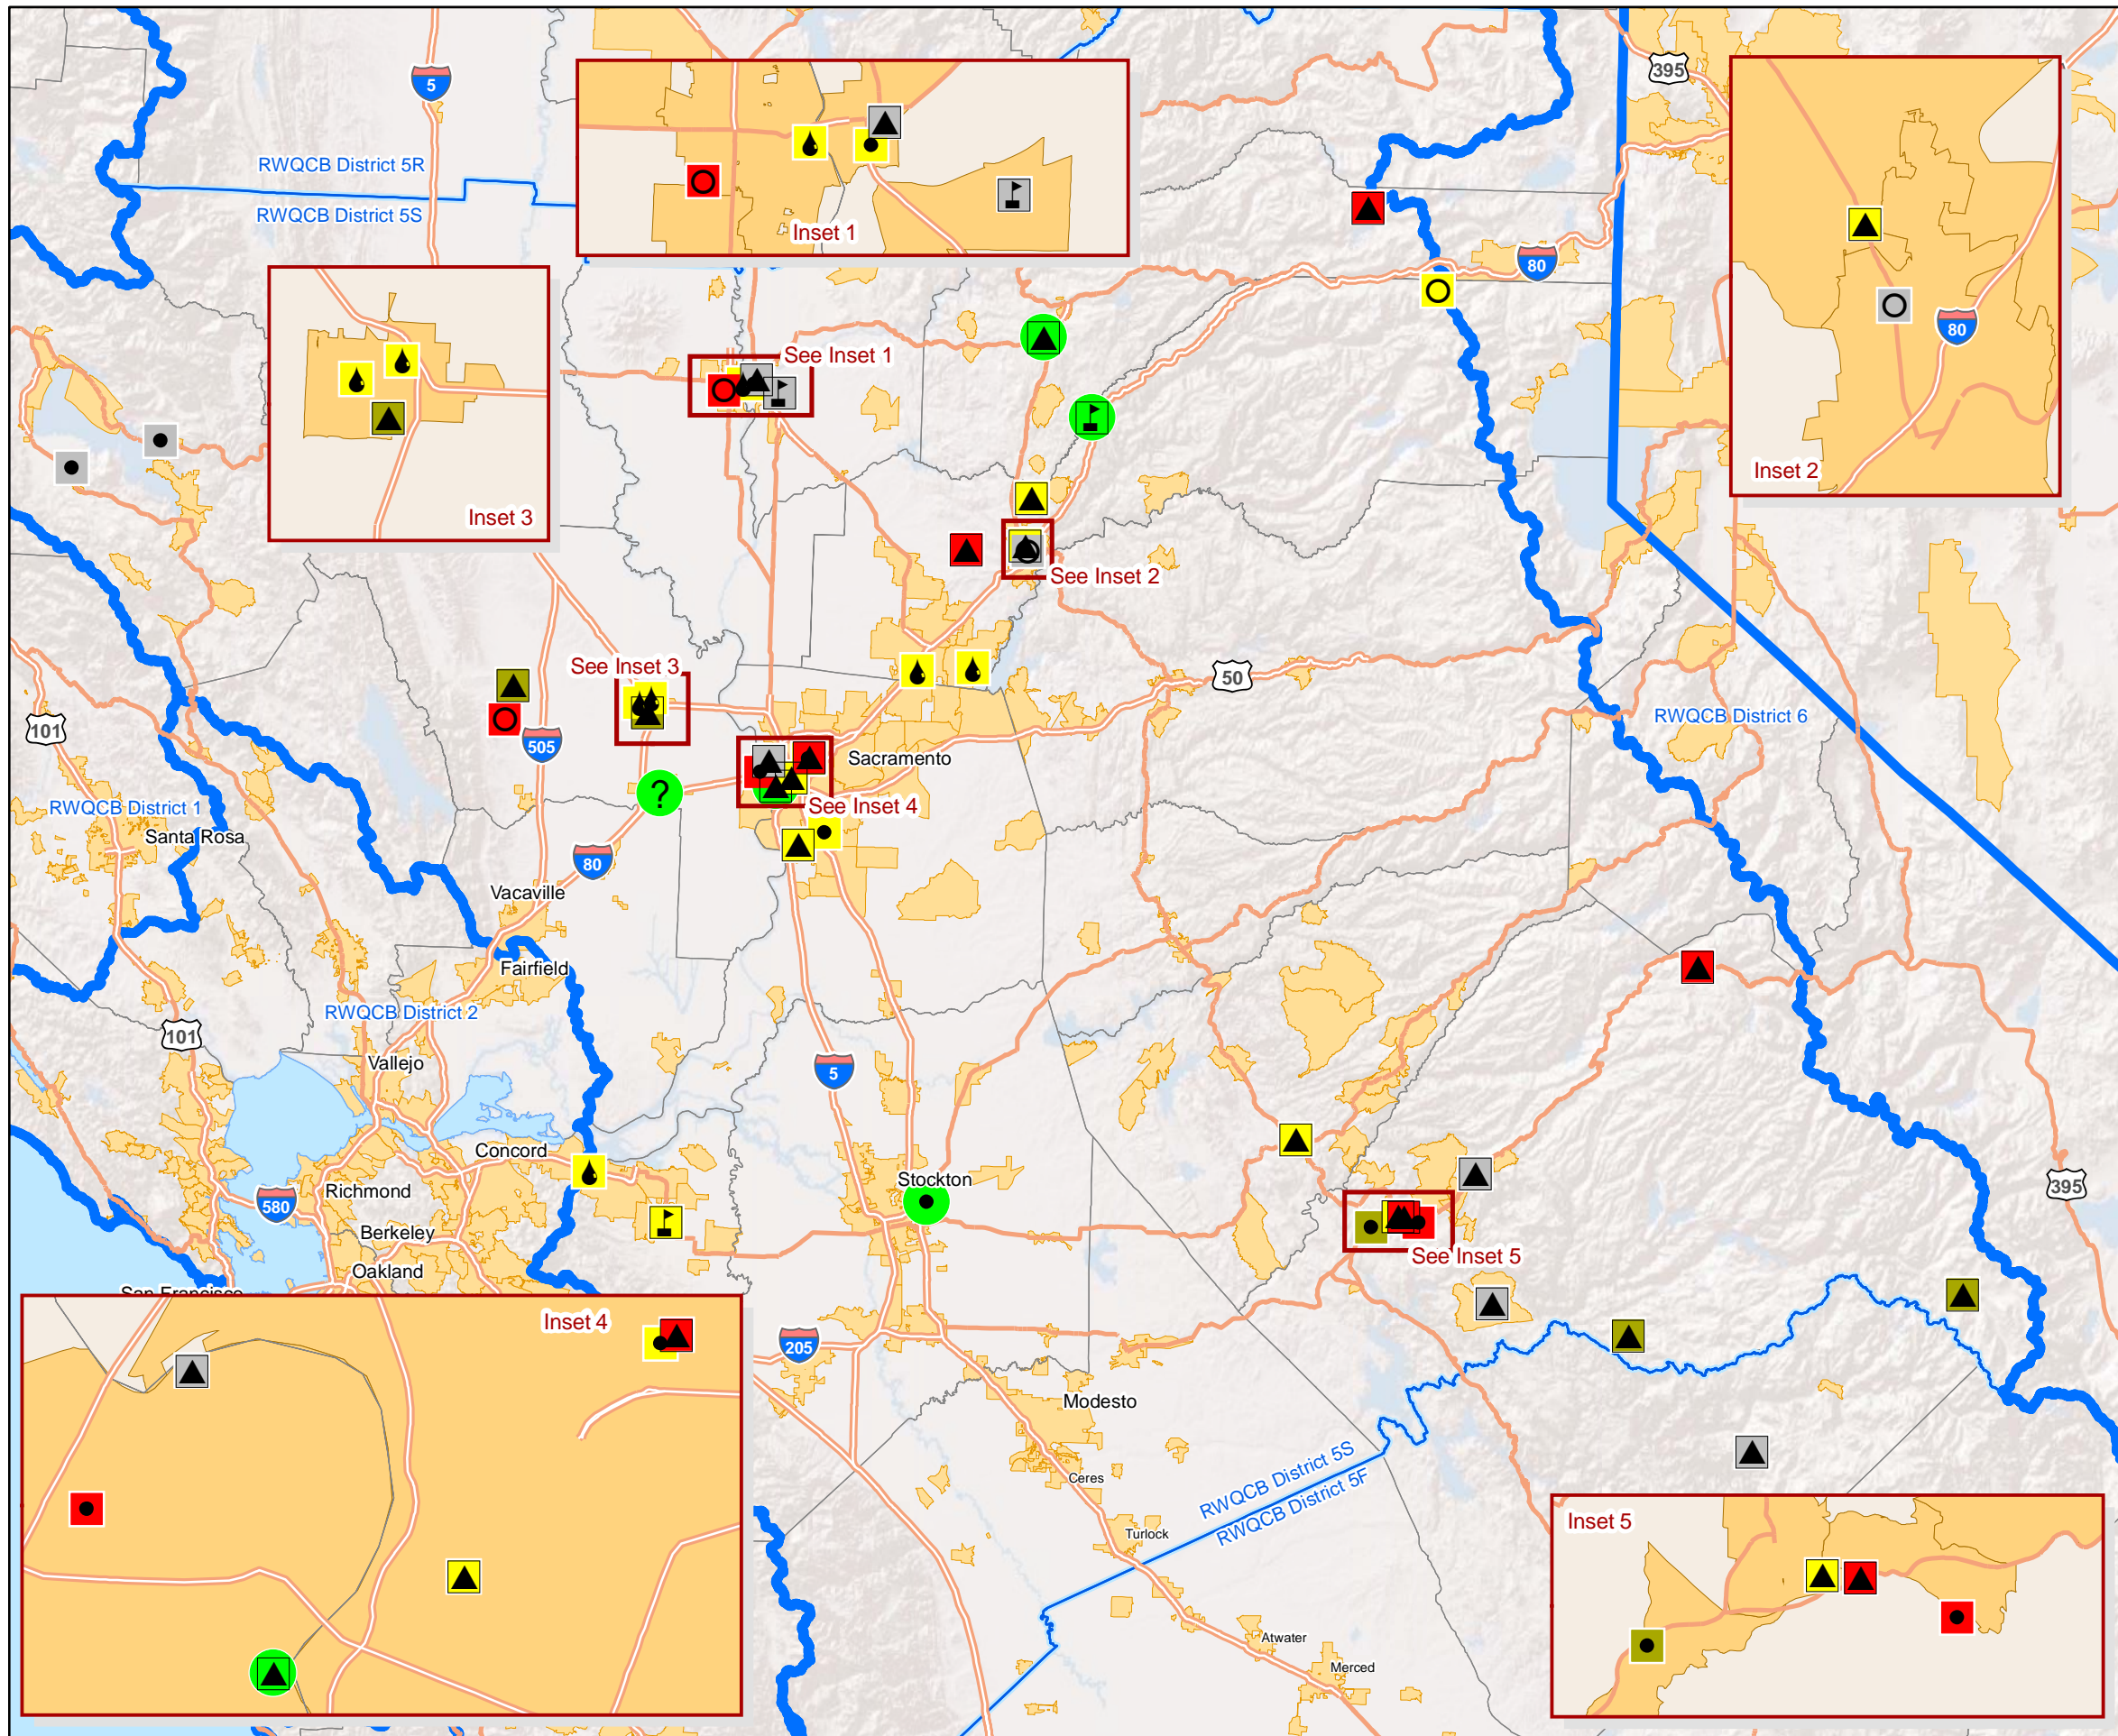 395
5
RWQCB District 5R
RWQCB District 5S
Inset 1
80
80
See Inset 1
Inset 2
Inset 3
See Inset 2
See Inset 3
50
101
505
RWQCB District 6
Sacramento
?
See Inset 4
RWQCB District 1
Santa Rosa
80
Vacaville
Fairfield
RWQCB District 2
101
Vallejo
5
Concord
Stockton
Richmond
395
580
Berkeley
See Inset 5
Oakland
San Francisco
Inset 4
205
Modesto
RWQCB District 5S
Ceres
RWQCB District 5F
Inset 5
Turlock
Atwater
Merced